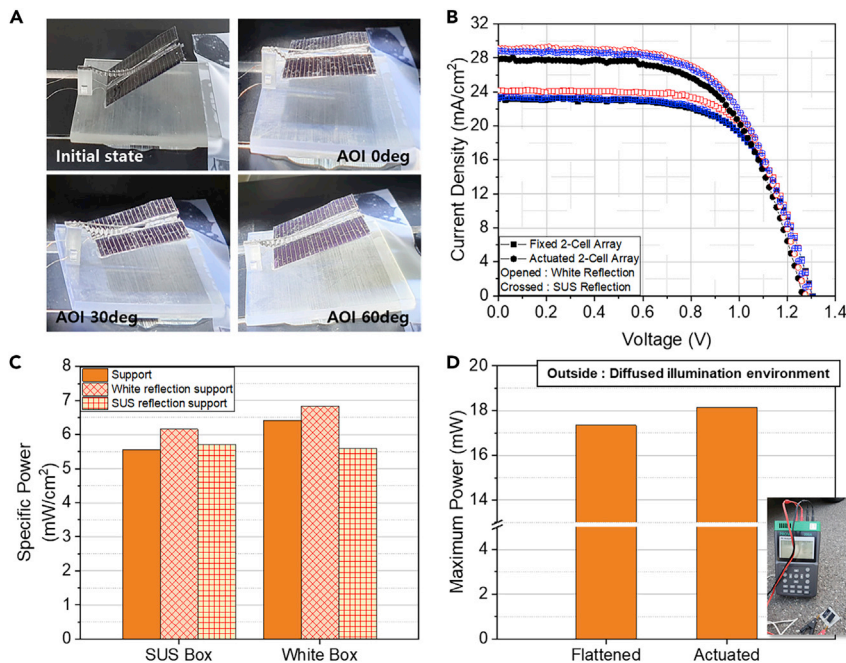 A
Initial state
AOI 0deg
AOI 30deg
AOI 60deg
B
Current Density (mA/cm²)
32
28
24
20
16
12
8
4
0
Fixed 2-Cell Array
Actuated 2-Cell Array
Opened : White Reflection
Crossed : SUS Reflection
0.0
0.2
0.4
0.6
0.8
1.0
1.2
1.4
Voltage (V)
C
Specific Power
(mW/cm²)
8
7
6
5
4
3
2
1
0
Support
White reflection support
SUS reflection support
SUS Box
White Box
D
Maximum Power (mW)
20
18
16
14
4
2
0
Outside : Diffused illumination environment
Flattened
Actuated